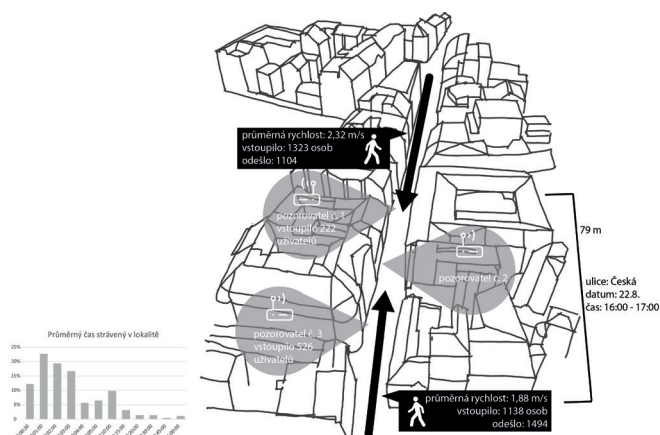 průměrná rychlost: 2,32 m/s
vstoupilo: 1323 osob
odešlo: 1104
pozorovatel č. 1
vstoupilo 222
uživatelů
pozorovatel č. 2
79 m
ulice: Česká
datum: 22.8.
čas: 16:00 - 17:00
pozorovatel č. 3
vstoupilo 526
uživatelů
průměrná rychlost: 1,88 m/s
vstoupilo: 1138 osob
odešlo: 1494
Průměrný čas strávený v lokalitě
25%
20%
15%
10%
5%
0